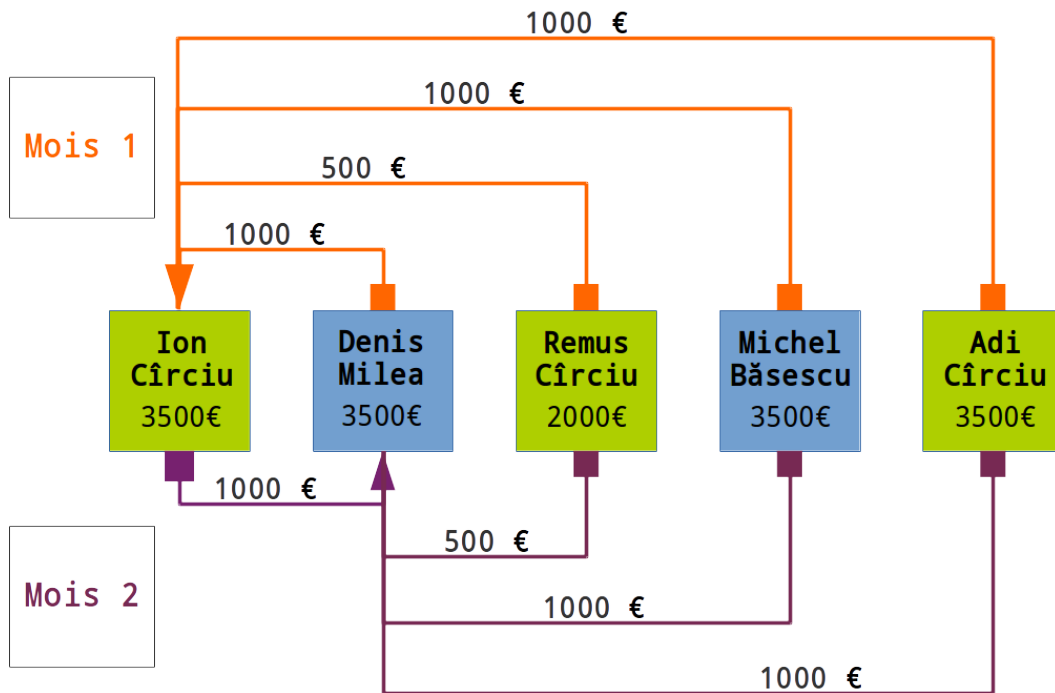 1000 €
1000 €
Mois 1
500 €
1000 €
Ion
Cîrciu
3500€
Denis
Milea
3500€
Remus
Cîrciu
2000€
Michel
Băsescu
3500€
Adi
Cîrciu
3500€
1000 €
500 €
Mois 2
1000 €
1000 €